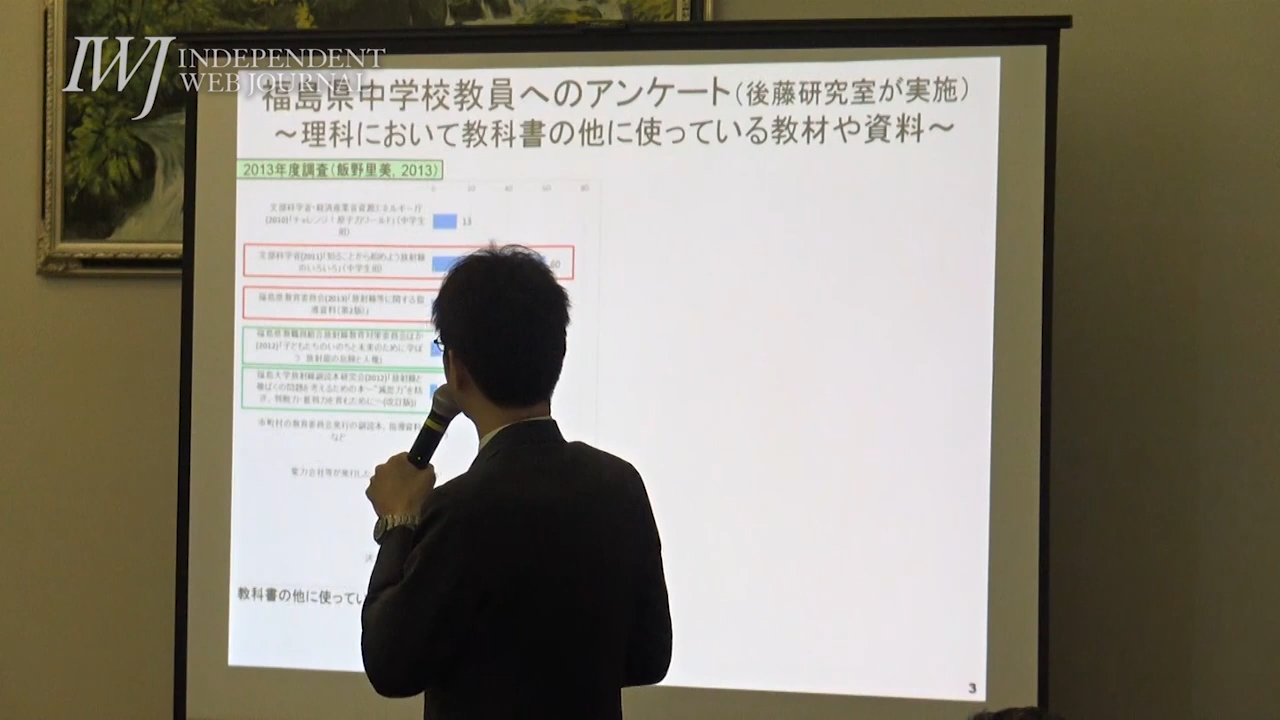 IWJ INDEPENDENT
WEB JOURNAL
福島県中学校教員へのアンケート(後藤研究室が実施)
～理科において教科書の他に使っている教材や資料～
2013年度調査(飯野里美, 2013)
0 20 40 60 80
文部科学省・経済産業省資源エネルギー庁
(2010)「チャレンジ!原子力ワールド」(中学生
用)
13
文部科学省(2011)「知ることから始めよう放射線
のいろいろ」(中学生用)
60
福島県教育委員会(2013)「放射線等に関する指
導資料(第2版)」
福島県教職員組合放射線教育対策委員会ほか
(2012)「子どもたちのいのちと未来のために学ぼ
う 放射能の危険と人権」
福島大学放射線副読本研究会(2012)「放射線と
被ばくの問題を考えるための本～"減思力"を防
ぎ、判断力・批判力を育むために～(改訂版)」
市町村の教育委員会発行の副読本、指導資料
など
電力会社等が発行した
教科書の他に使ってい
3